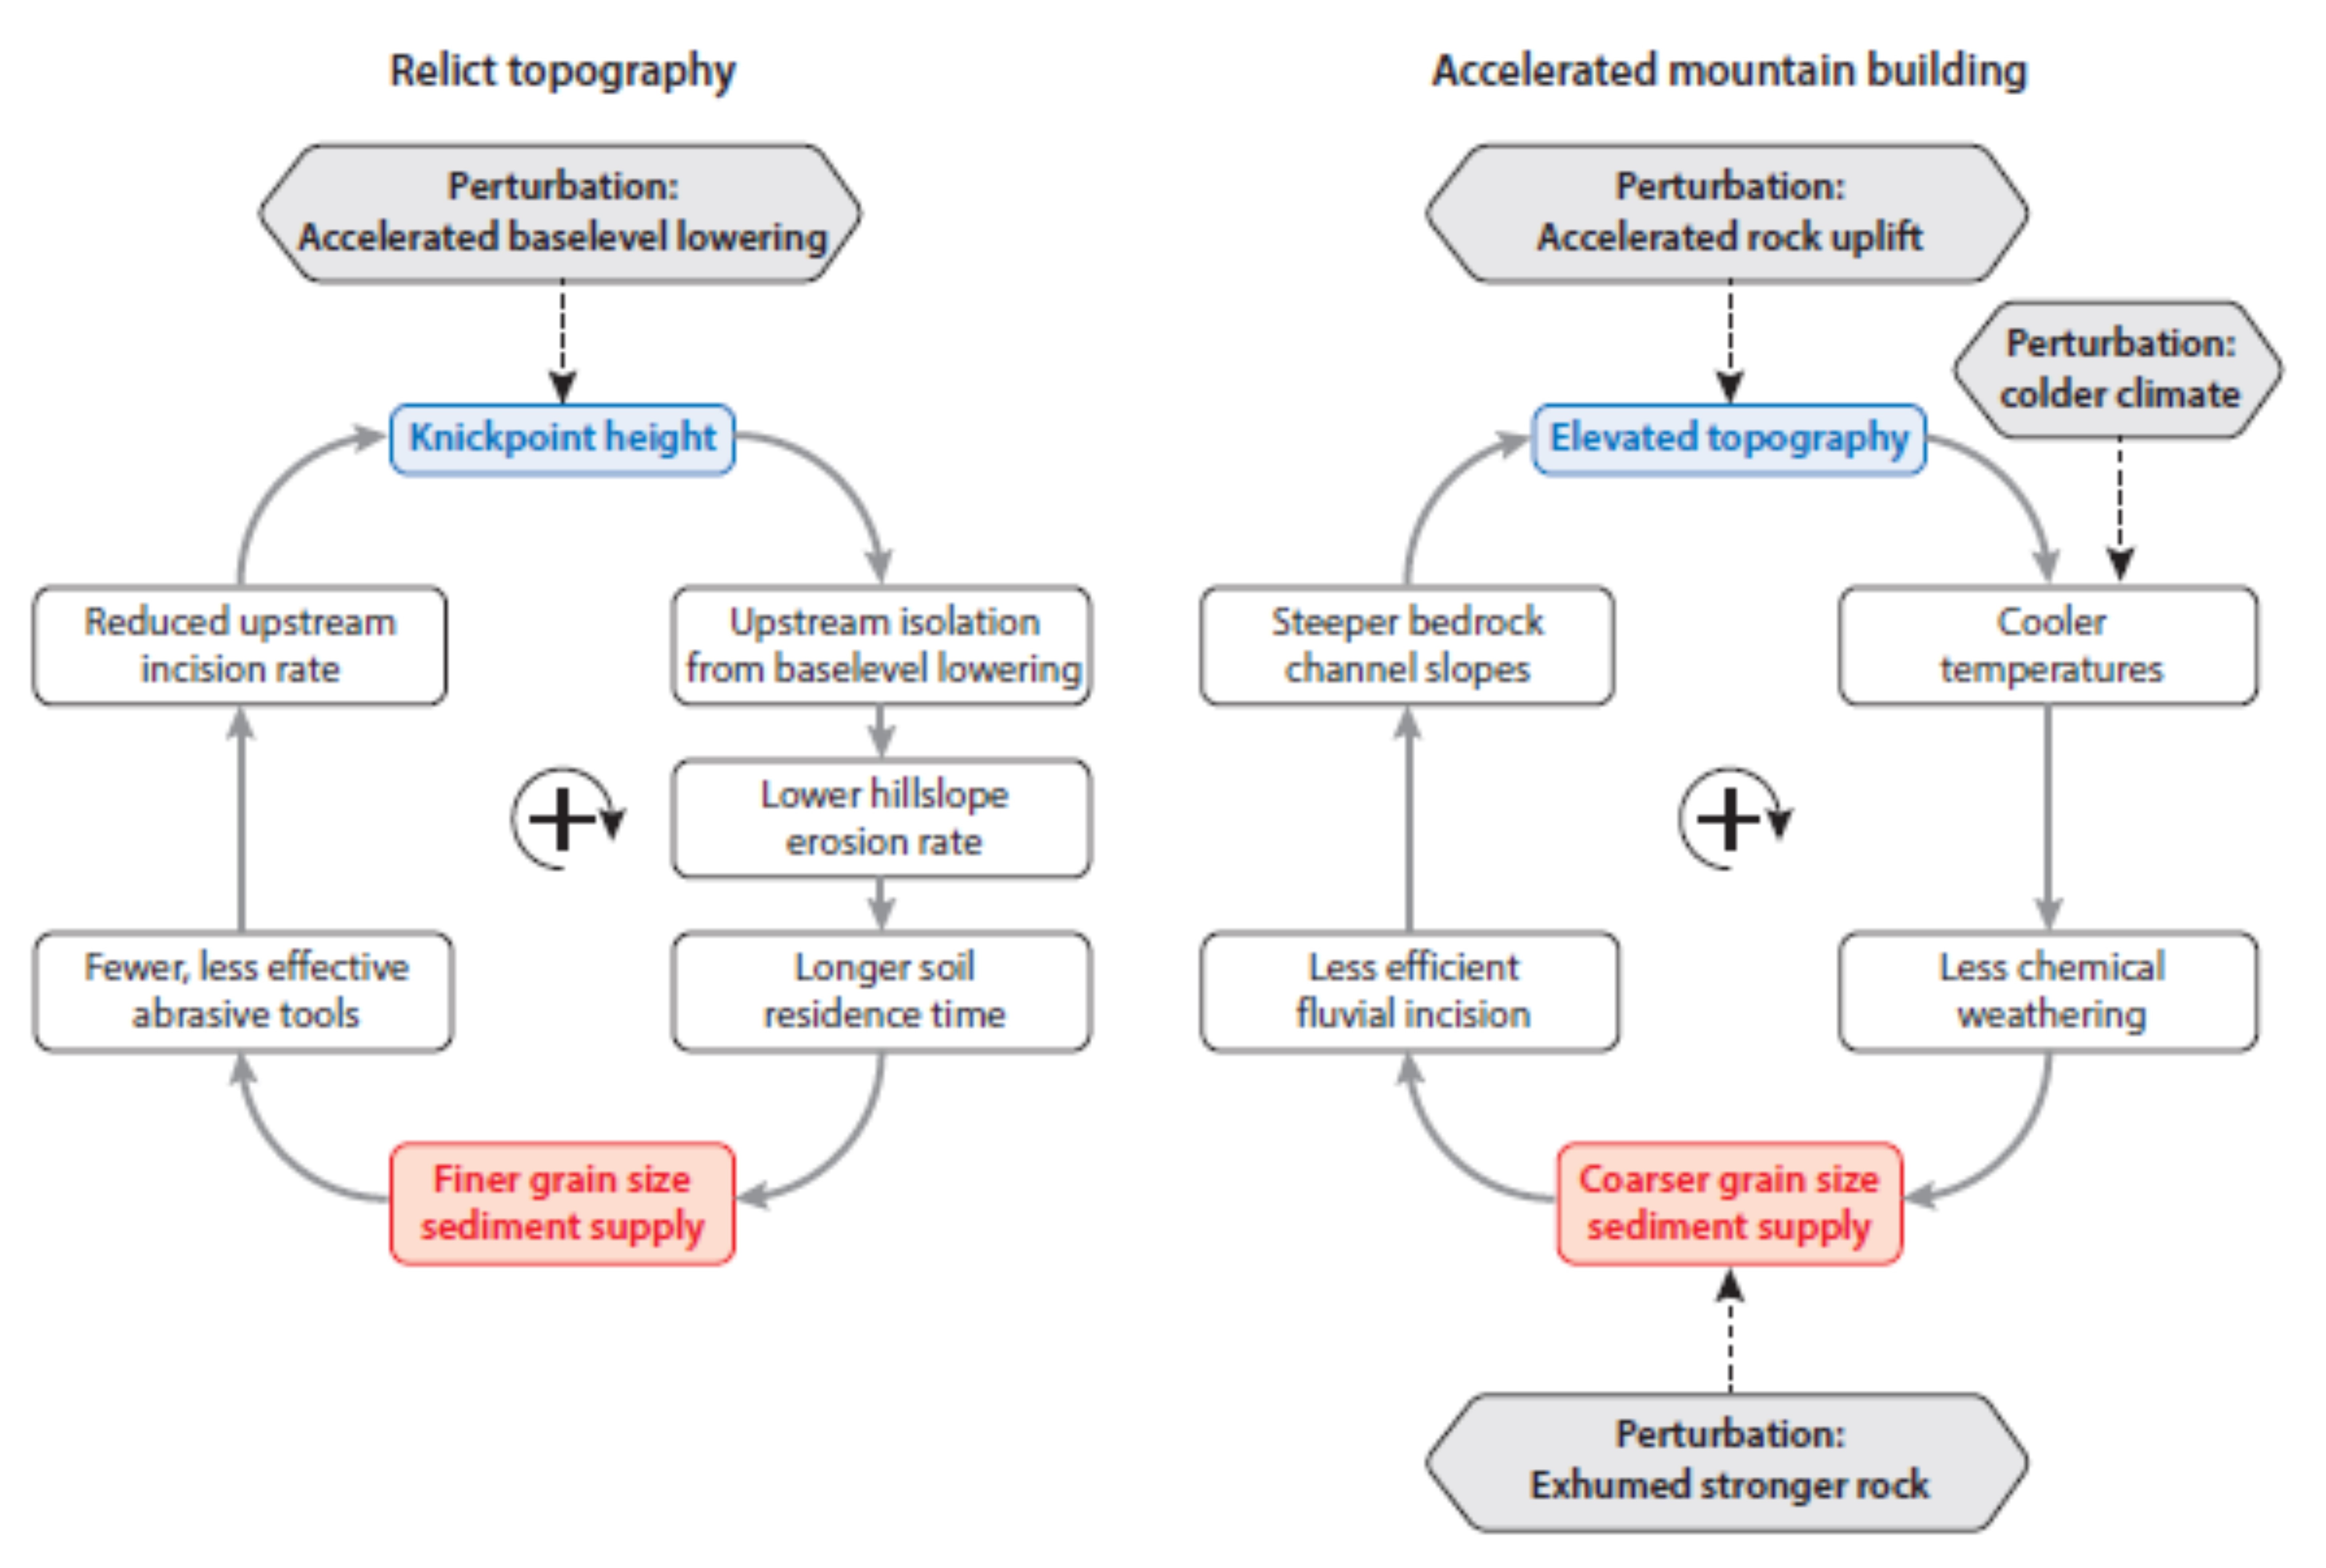 Relict topography
Perturbation:
Accelerated baselevel lowering
Knickpoint height
Upstream isolation
from baselevel lowering
Lower hillslope
erosion rate
Longer soil
residence time
Finer grain size
sediment supply
Fewer, less effective
abrasive tools
Reduced upstream
incision rate
+
Accelerated mountain building
Perturbation:
Accelerated rock uplift
Perturbation:
colder climate
Elevated topography
Cooler
temperatures
Less chemical
weathering
Coarser grain size
sediment supply
Less efficient
fluvial incision
Steeper bedrock
channel slopes
+
Perturbation:
Exhumed stronger rock